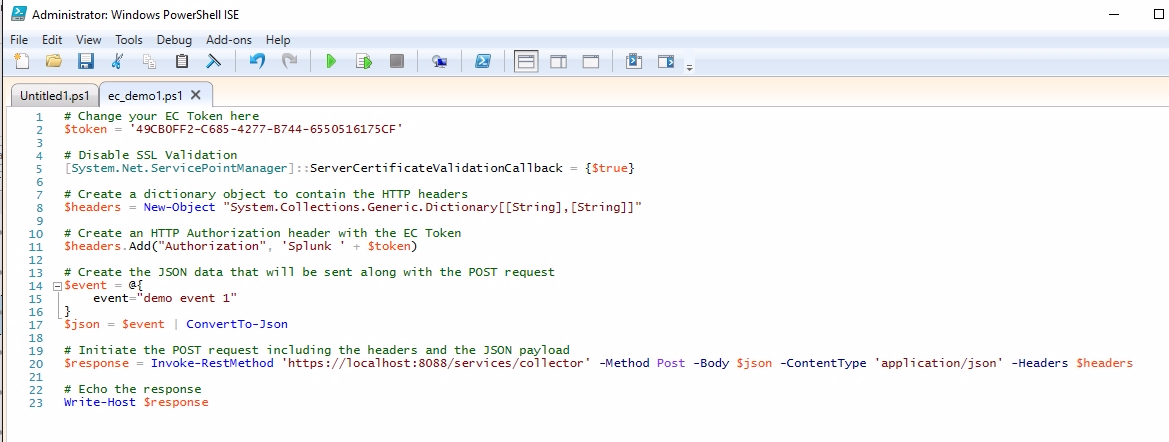 Administrator: Windows PowerShell ISE
File Edit View Tools Debug Add-ons Help
Untitled1.ps1 ec_demo1.ps1 X
1 # Change your EC Token here
2 $token = '49CB0FF2-C685-4277-B744-6550516175CF'
3
4 # Disable SSL Validation
5 [System.Net.ServicePointManager]::ServerCertificateValidationCallback = {$true}
6
7 # Create a dictionary object to contain the HTTP headers
8 $headers = New-Object "System.Collections.Generic.Dictionary[[String],[String]]"
9
10 # Create an HTTP Authorization header with the EC Token
11 $headers.Add("Authorization", 'Splunk ' + $token)
12
13 # Create the JSON data that will be sent along with the POST request
14 $event = @{
15 event="demo event 1"
16 }
17 $json = $event | ConvertTo-Json
18
19 # Initiate the POST request including the headers and the JSON payload
20 $response = Invoke-RestMethod 'https://localhost:8088/services/collector' -Method Post -Body $json -ContentType 'application/json' -Headers $headers
21
22 # Echo the response
23 Write-Host $response